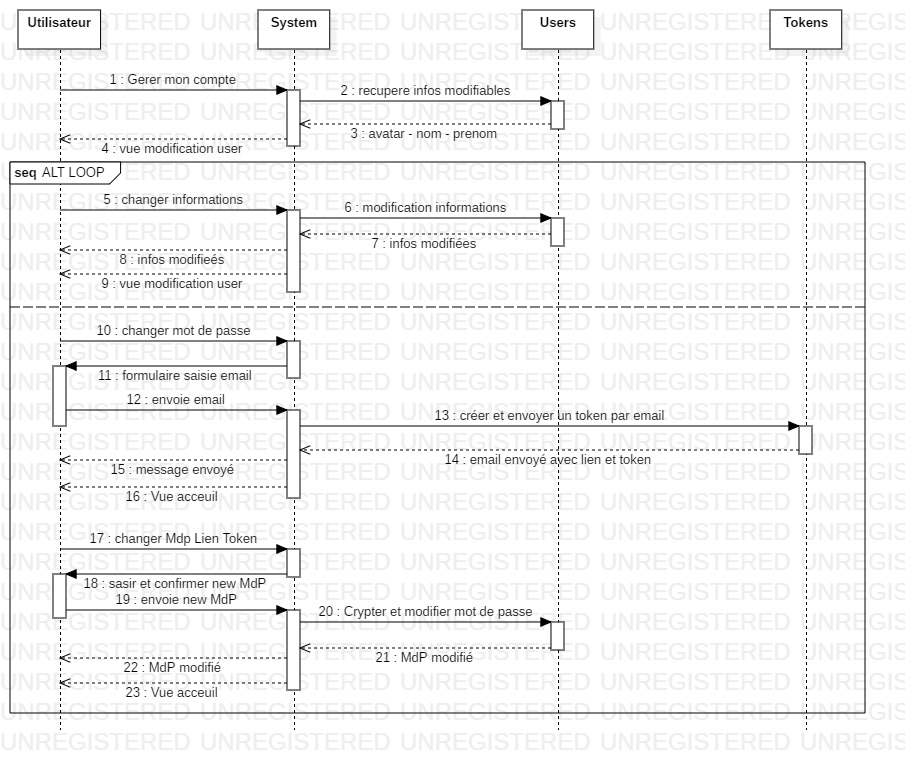 Utilisateur
System
Users
Tokens
1 : Gerer mon compte
2 : recupere infos modifiables
3 : avatar - nom - prenom
4 : vue modification user
seq ALT LOOP
5 : changer informations
6 : modification informations
7 : infos modifiées
8 : infos modifieés
9 : vue modification user
10 : changer mot de passe
11 : formulaire saisie email
12 : envoie email
13 : créer et envoyer un token par email
14 : email envoyé avec lien et token
15 : message envoyé
16 : Vue acceuil
17 : changer Mdp Lien Token
18 : sasir et confirmer new MdP
19 : envoie new MdP
20 : Crypter et modifier mot de passe
21 : MdP modifié
22 : MdP modifié
23 : Vue acceuil
UNREGISTERED